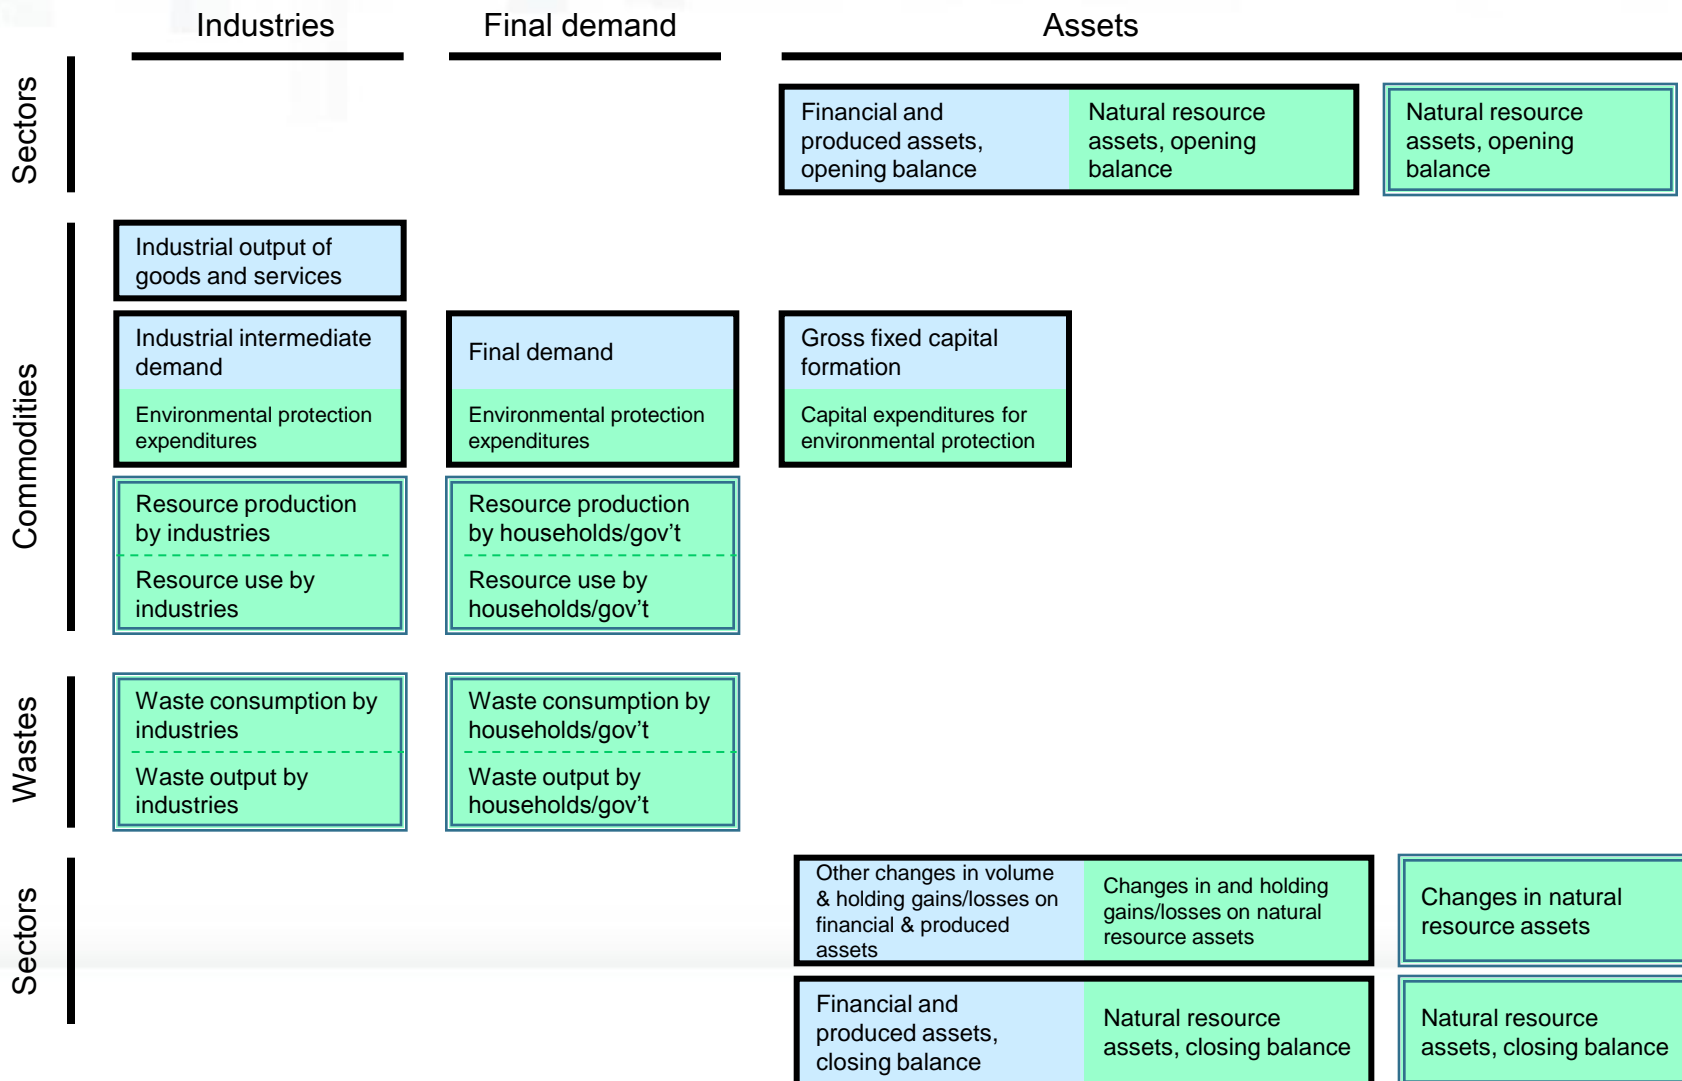 Industries
Final demand
Assets
Sectors
Financial and
produced assets,
opening balance
Natural resource
assets, opening
balance
Natural resource
assets, opening
balance
Commodities
Industrial output of
goods and services
Industrial intermediate
demand
Environmental protection
expenditures
Final demand
Environmental protection
expenditures
Gross fixed capital
formation
Capital expenditures for
environmental protection
Resource production
by industries
Resource use by
industries
Resource production
by households/gov’t
Resource use by
households/gov’t
Wastes
Waste consumption by
industries
Waste output by
industries
Waste consumption by
households/gov’t
Waste output by
households/gov’t
Sectors
Other changes in volume
& holding gains/losses on
financial & produced
assets
Changes in and holding
gains/losses on natural
resource assets
Changes in natural
resource assets
Financial and
produced assets,
closing balance
Natural resource
assets, closing balance
Natural resource
assets, closing balance